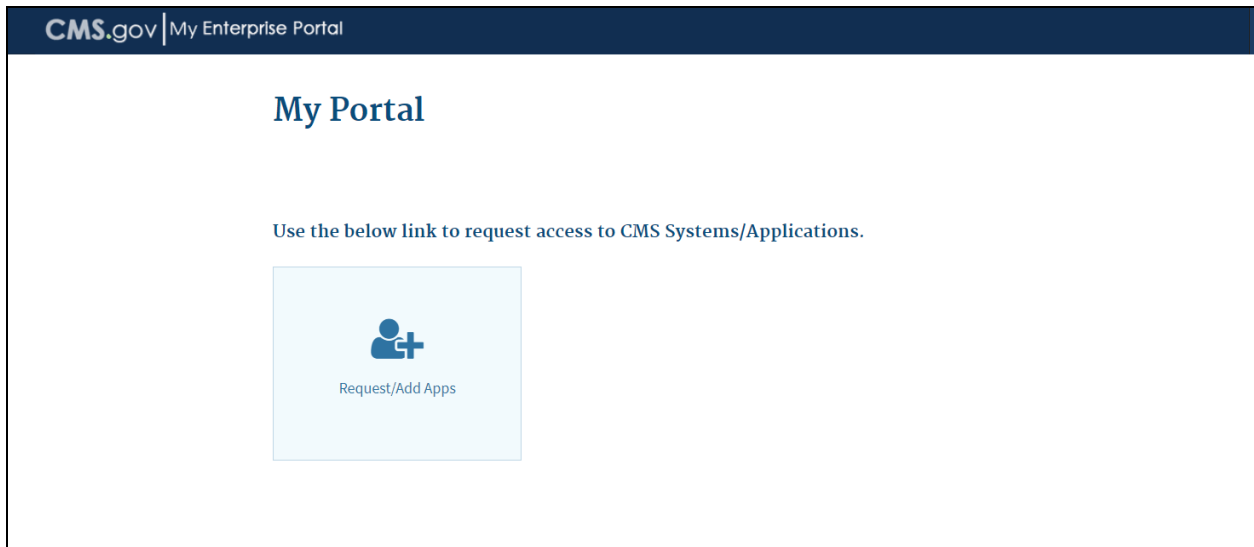 CMS.gov My Enterprise Portal
My Portal
Use the below link to request access to CMS Systems/Applications.
Request/Add Apps